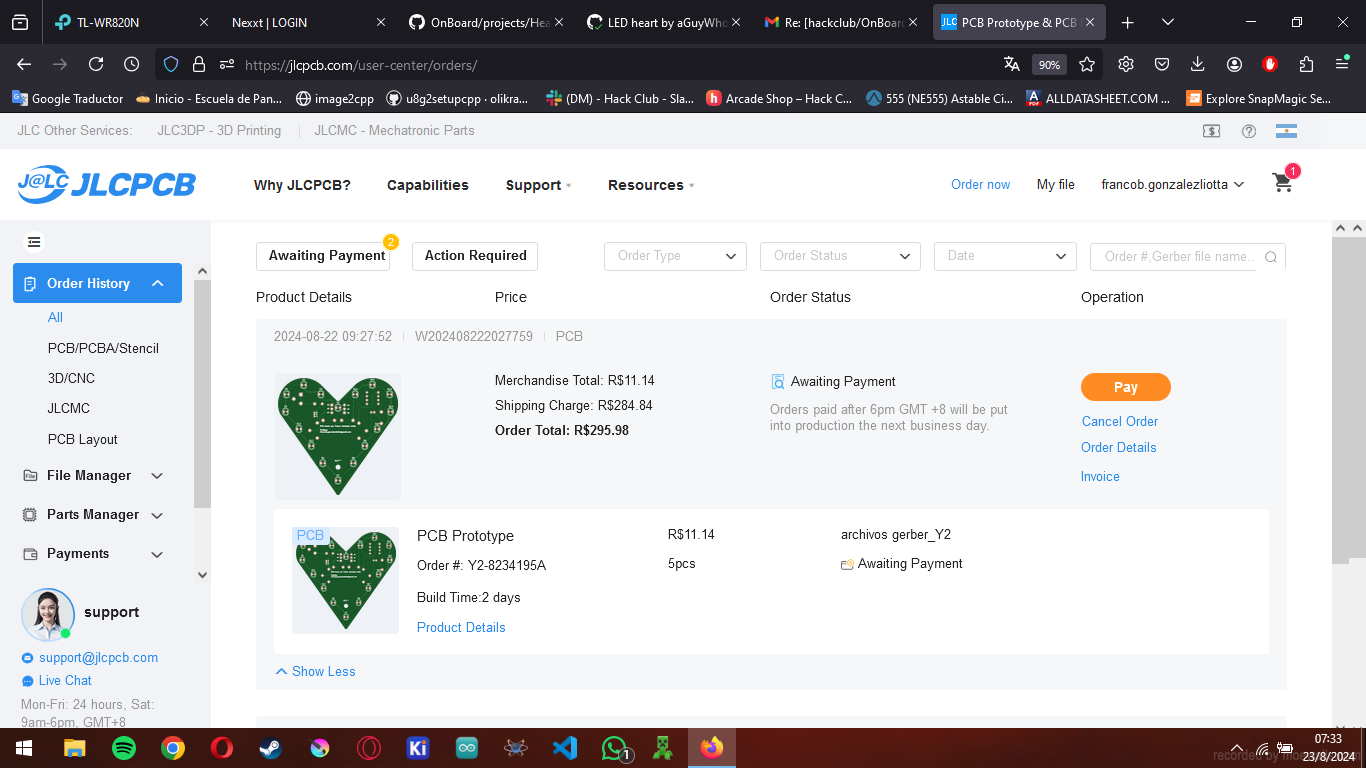 TL-WR820N
Nexxt | LOGIN
OnBoard/projects/Hea
LED heart by aGuyWho
Re: [hackclub/OnBoard
JLC PCB Prototype & PCB
https://jlcpcb.com/user-center/orders/
90%
Google Traductor
Inicio - Escuela de Pan...
image2cpp
u8g2setupcpp · olikra...
(DM) - Hack Club - Sla...
Arcade Shop – Hack C...
555 (NE555) Astable Ci...
ALLDATASHEET.COM ...
Explore SnapMagic Se...
JLC Other Services:
JLC3DP - 3D Printing
JLCMC - Mechatronic Parts
J@LC JLCPCB
Why JLCPCB?
Capabilities
Support
Resources
Order now
My file
francob.gonzalezliotta
1
Order History
All
PCB/PCBA/Stencil
3D/CNC
JLCMC
PCB Layout
File Manager
Parts Manager
Payments
support
support@jlcpcb.com
Live Chat
Mon-Fri: 24 hours, Sat:
9am-6pm, GMT+8
Awaiting Payment
2
Action Required
Order Type
Order Status
Date
Order #,Gerber file name..
Product Details
Price
Order Status
Operation
2024-08-22 09:27:52
W202408222027759
PCB
Merchandise Total: R$11.14
Shipping Charge: R$284.84
Order Total: R$295.98
Awaiting Payment
Orders paid after 6pm GMT +8 will be put
into production the next business day.
Pay
Cancel Order
Order Details
Invoice
PCB
PCB Prototype
Order #: Y2-8234195A
Build Time:2 days
Product Details
R$11.14
5pcs
archivos gerber_Y2
Awaiting Payment
Show Less
Ki
1
07:33
23/8/2024